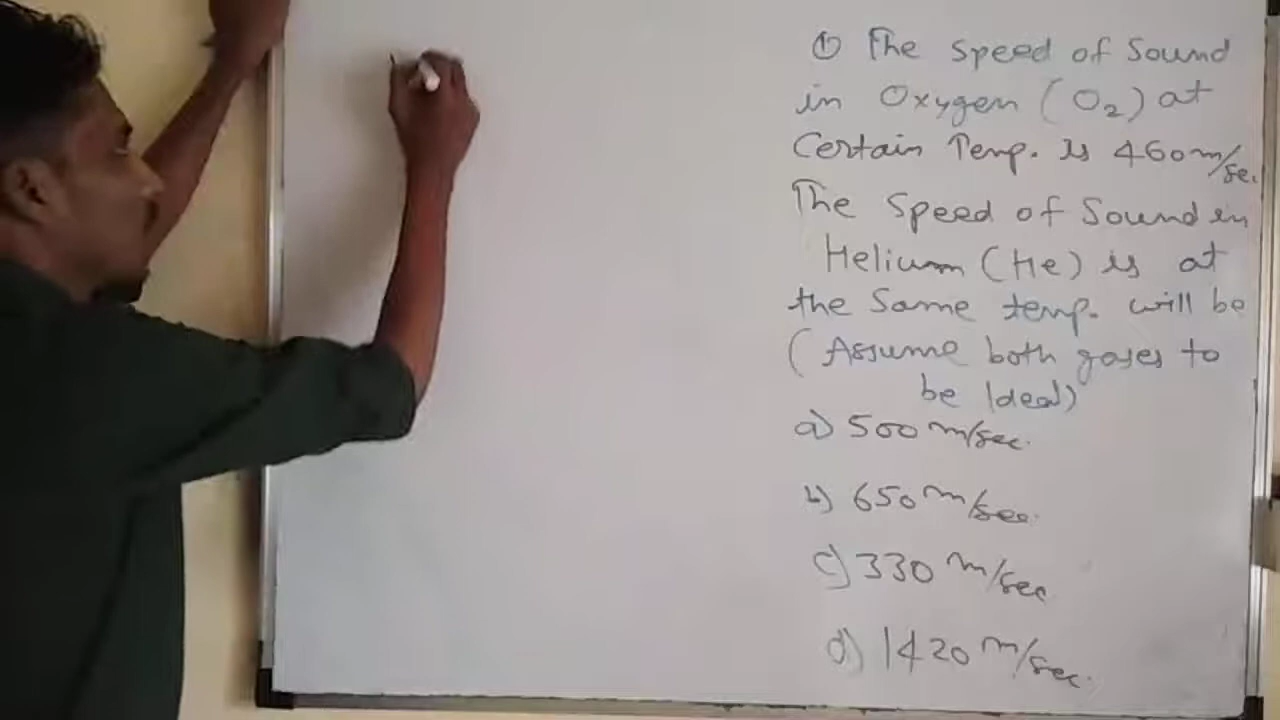 ① The Speed of Sound
in Oxygen (O₂) at
Certain Temp. is 460m/sec.
The Speed of Sound in
Helium (He) is at
the Same temp. will be
(Assume both gases to
be Ideal)
a) 500 m/sec.
b) 650 m/sec.
c) 330 m/sec
d) 1420 m/sec.